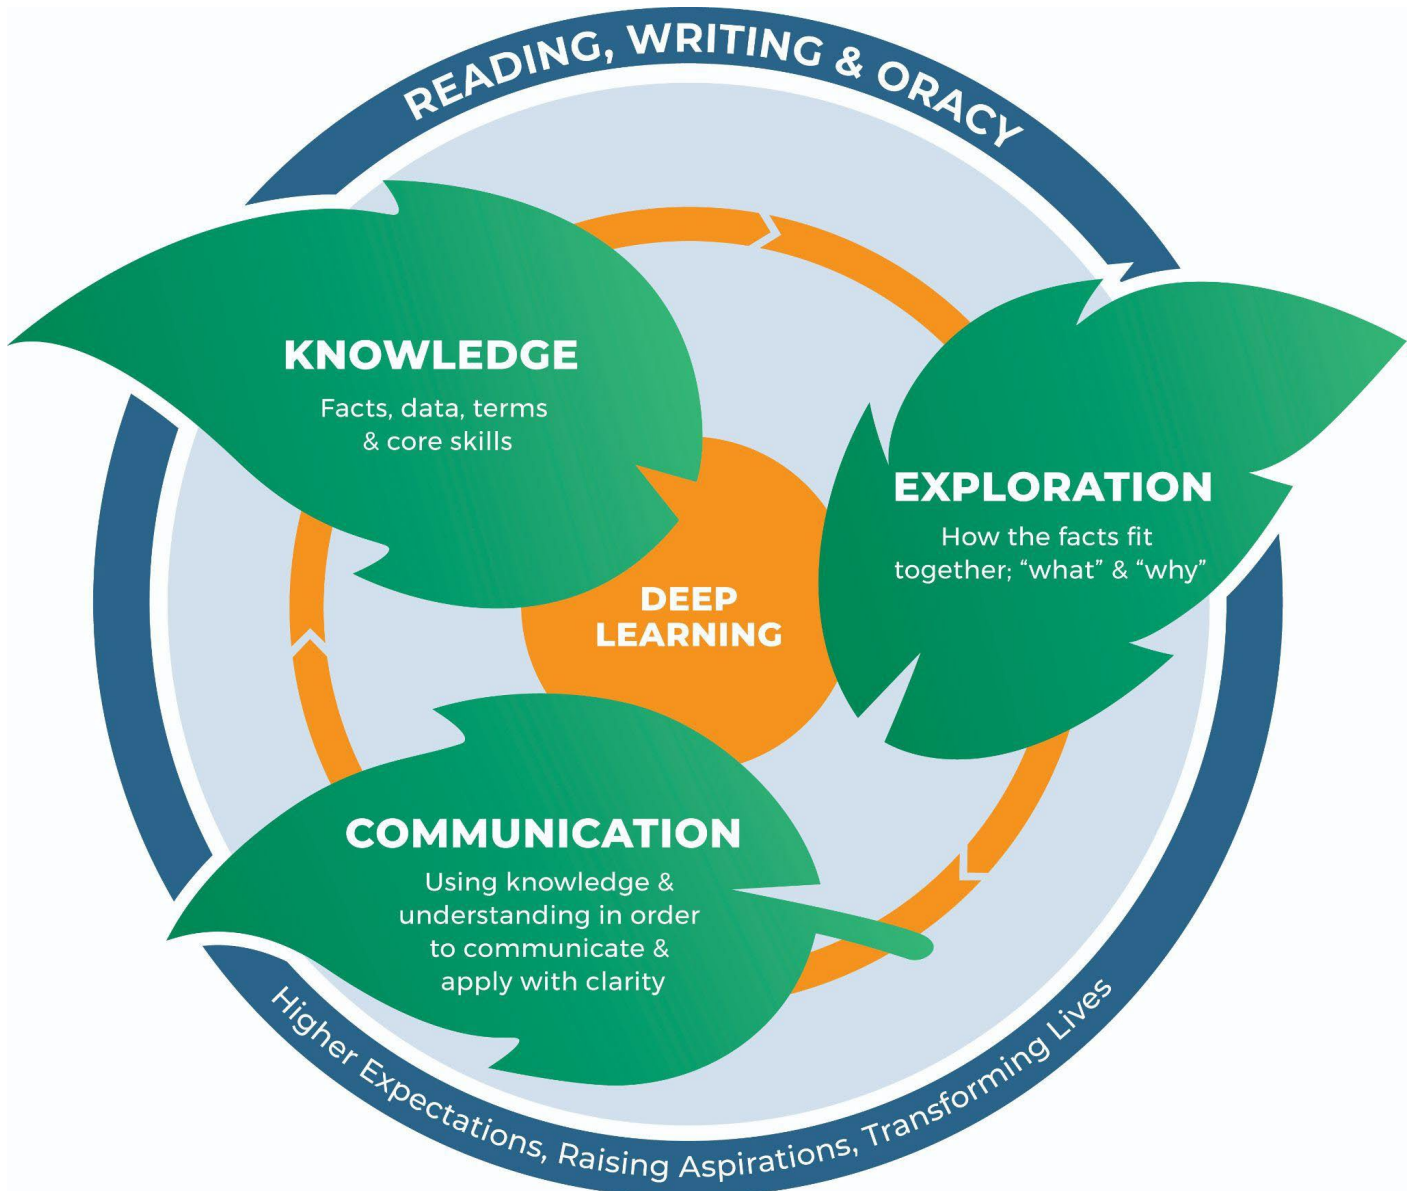 READING, WRITING & ORACY
KNOWLEDGE
Facts, data, terms
& core skills
EXPLORATION
How the facts fit
together; “what” & “why”
DEEP
LEARNING
COMMUNICATION
Using knowledge &
understanding in order
to communicate &
apply with clarity
Higher Expectations, Raising Aspirations, Transforming Lives